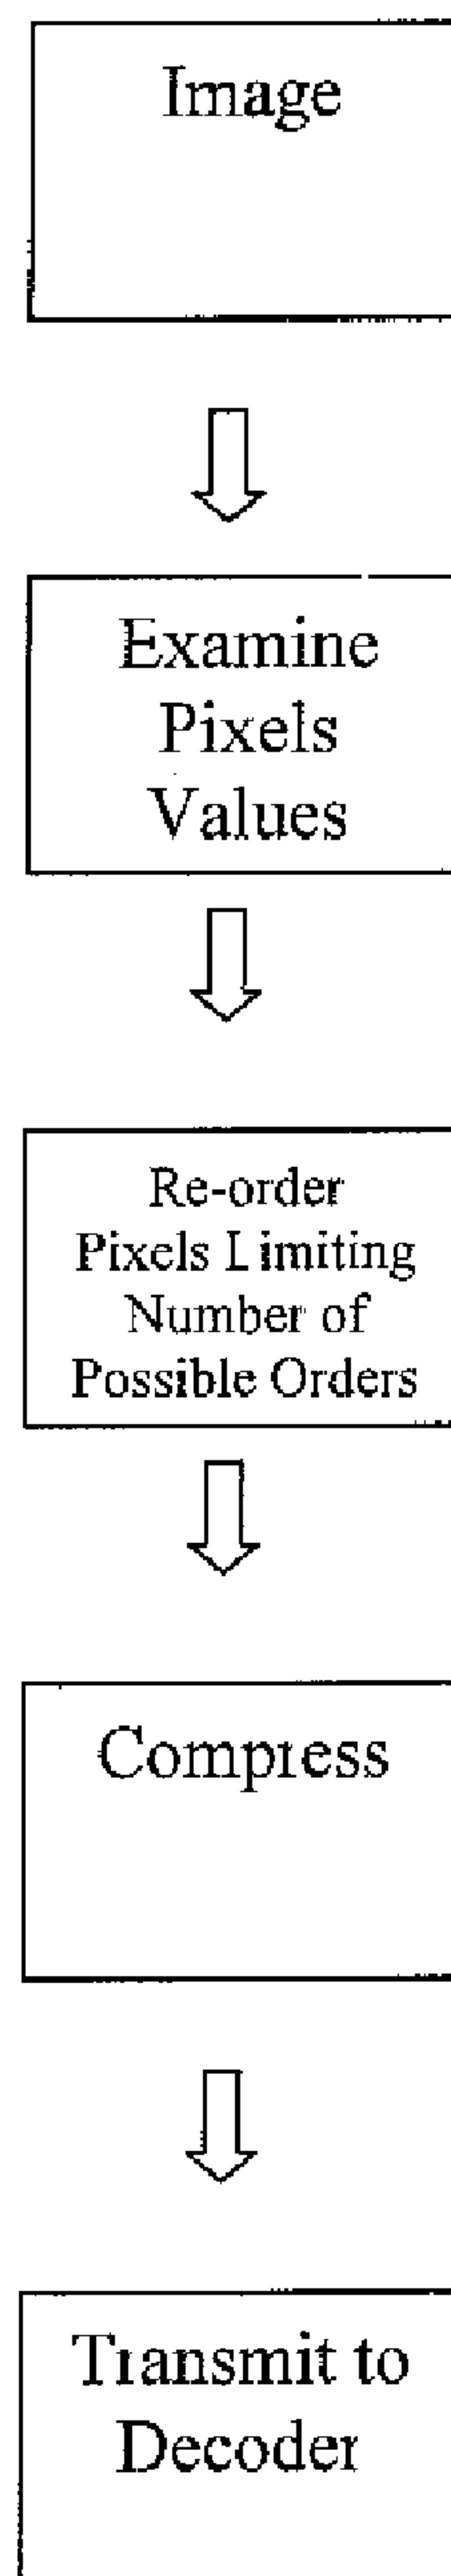 Image
Examine
Pixels
Values
Re-order
Pixels Limiting
Number of
Possible Orders
Compress
Transmit to
Decoder